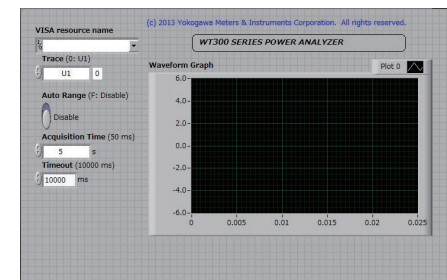 (c) 2013 Yokogawa Meters & Instruments Corporation. All rights reserved.
VISA resource name
WT300 SERIES POWER ANALYZER
Trace (0: U1)
U1 0
Waveform Graph
Plot 0
Auto Range (F: Disable)
Disable
Acquisition Time (50 ms)
5 s
Timeout (10000 ms)
10000 ms
6.0-
4.0-
2.0-
0.0-
-2.0-
-4.0-
-6.0-
0 0.005 0.01 0.015 0.02 0.025